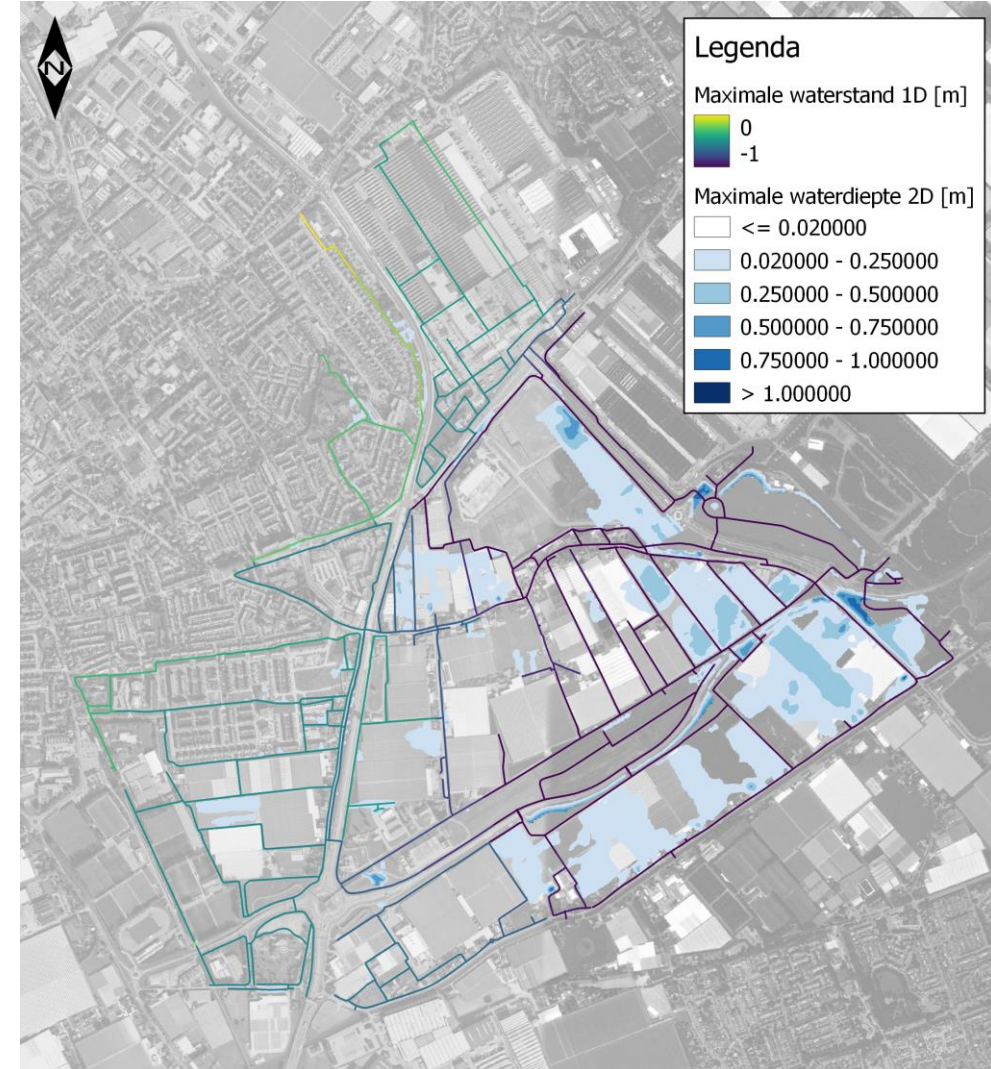 N
Legenda
Maximale waterstand 1D [m]
0
-1
Maximale waterdiepte 2D [m]
<= 0.020000
0.020000 - 0.250000
0.250000 - 0.500000
0.500000 - 0.750000
0.750000 - 1.000000
> 1.000000